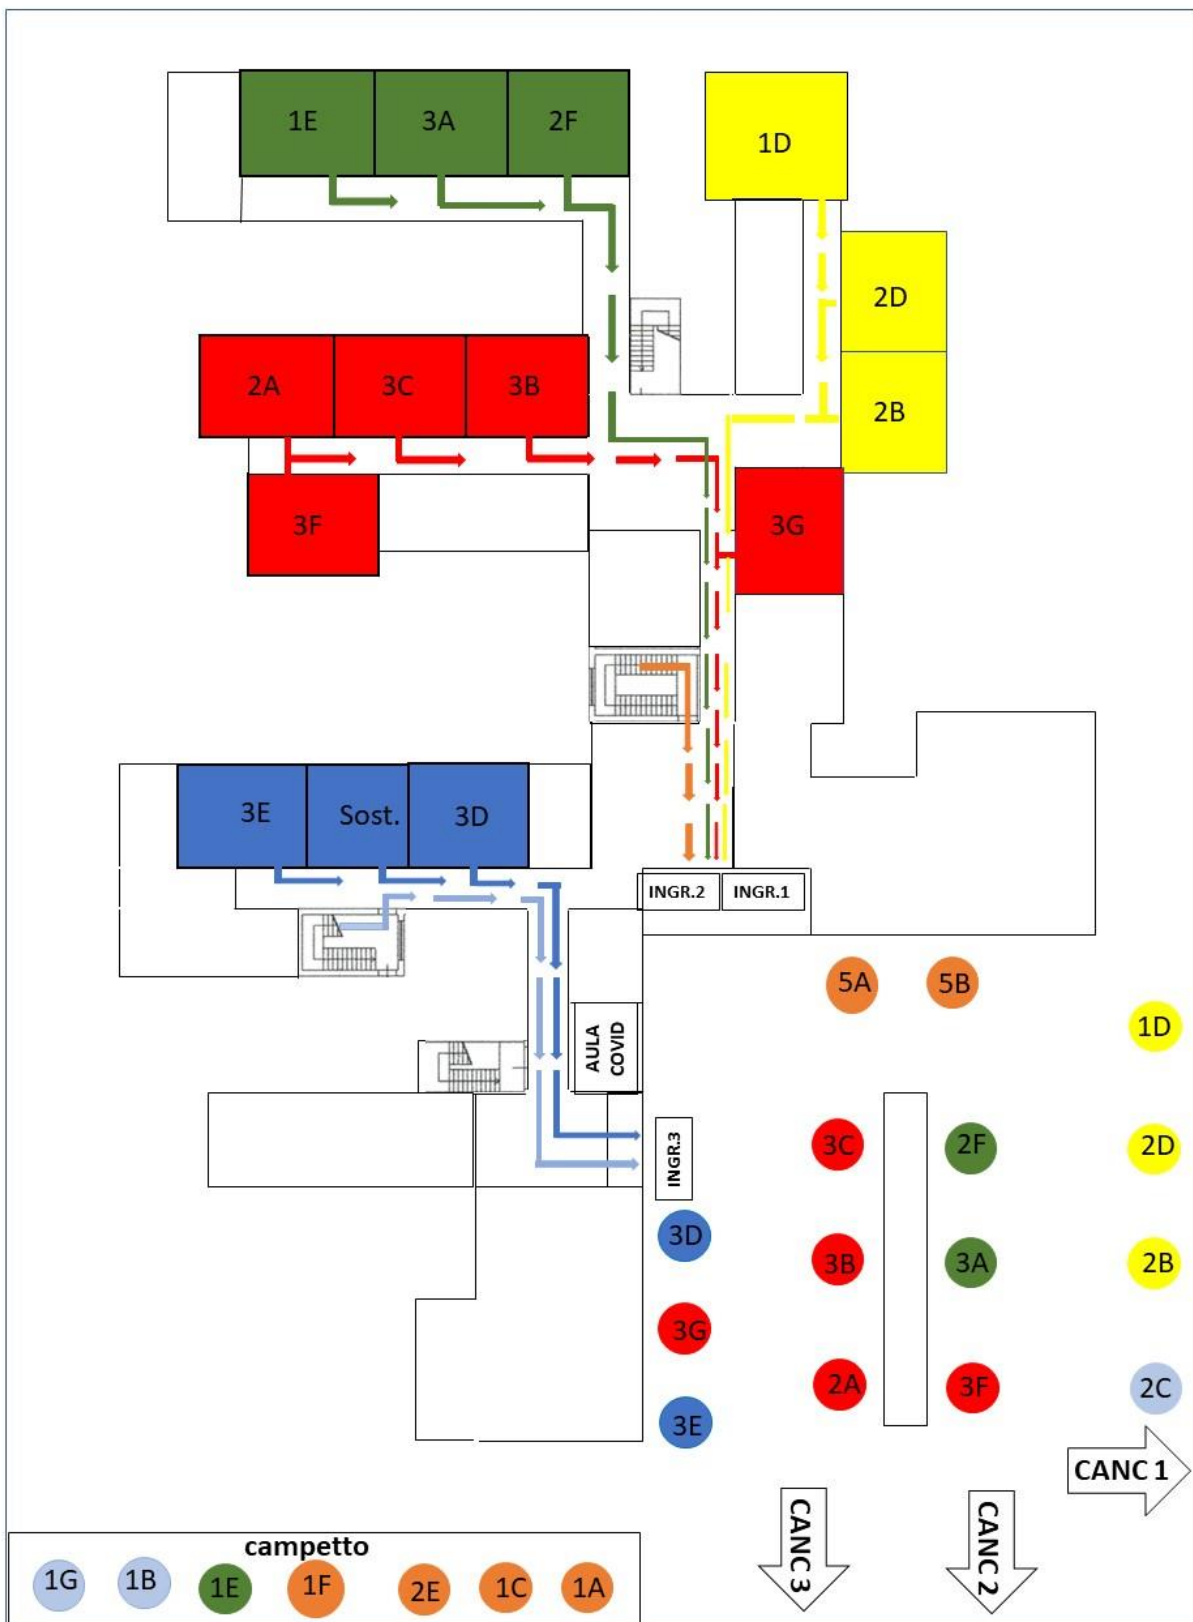 1E 3A 2F 1D
2D
2A 3C 3B 2B
3F 3G
3E Sost. 3D
INGR.2 INGR.1
5A 5B
AULA
COVID
1D
INGR.3
3C 2F 2D
3D
3B 3A 2B
3G
2A 3F 2C
3E
CANC 1
CANC 3 CANC 2
campetto
1G 1B 1E 1F 2E 1C 1A